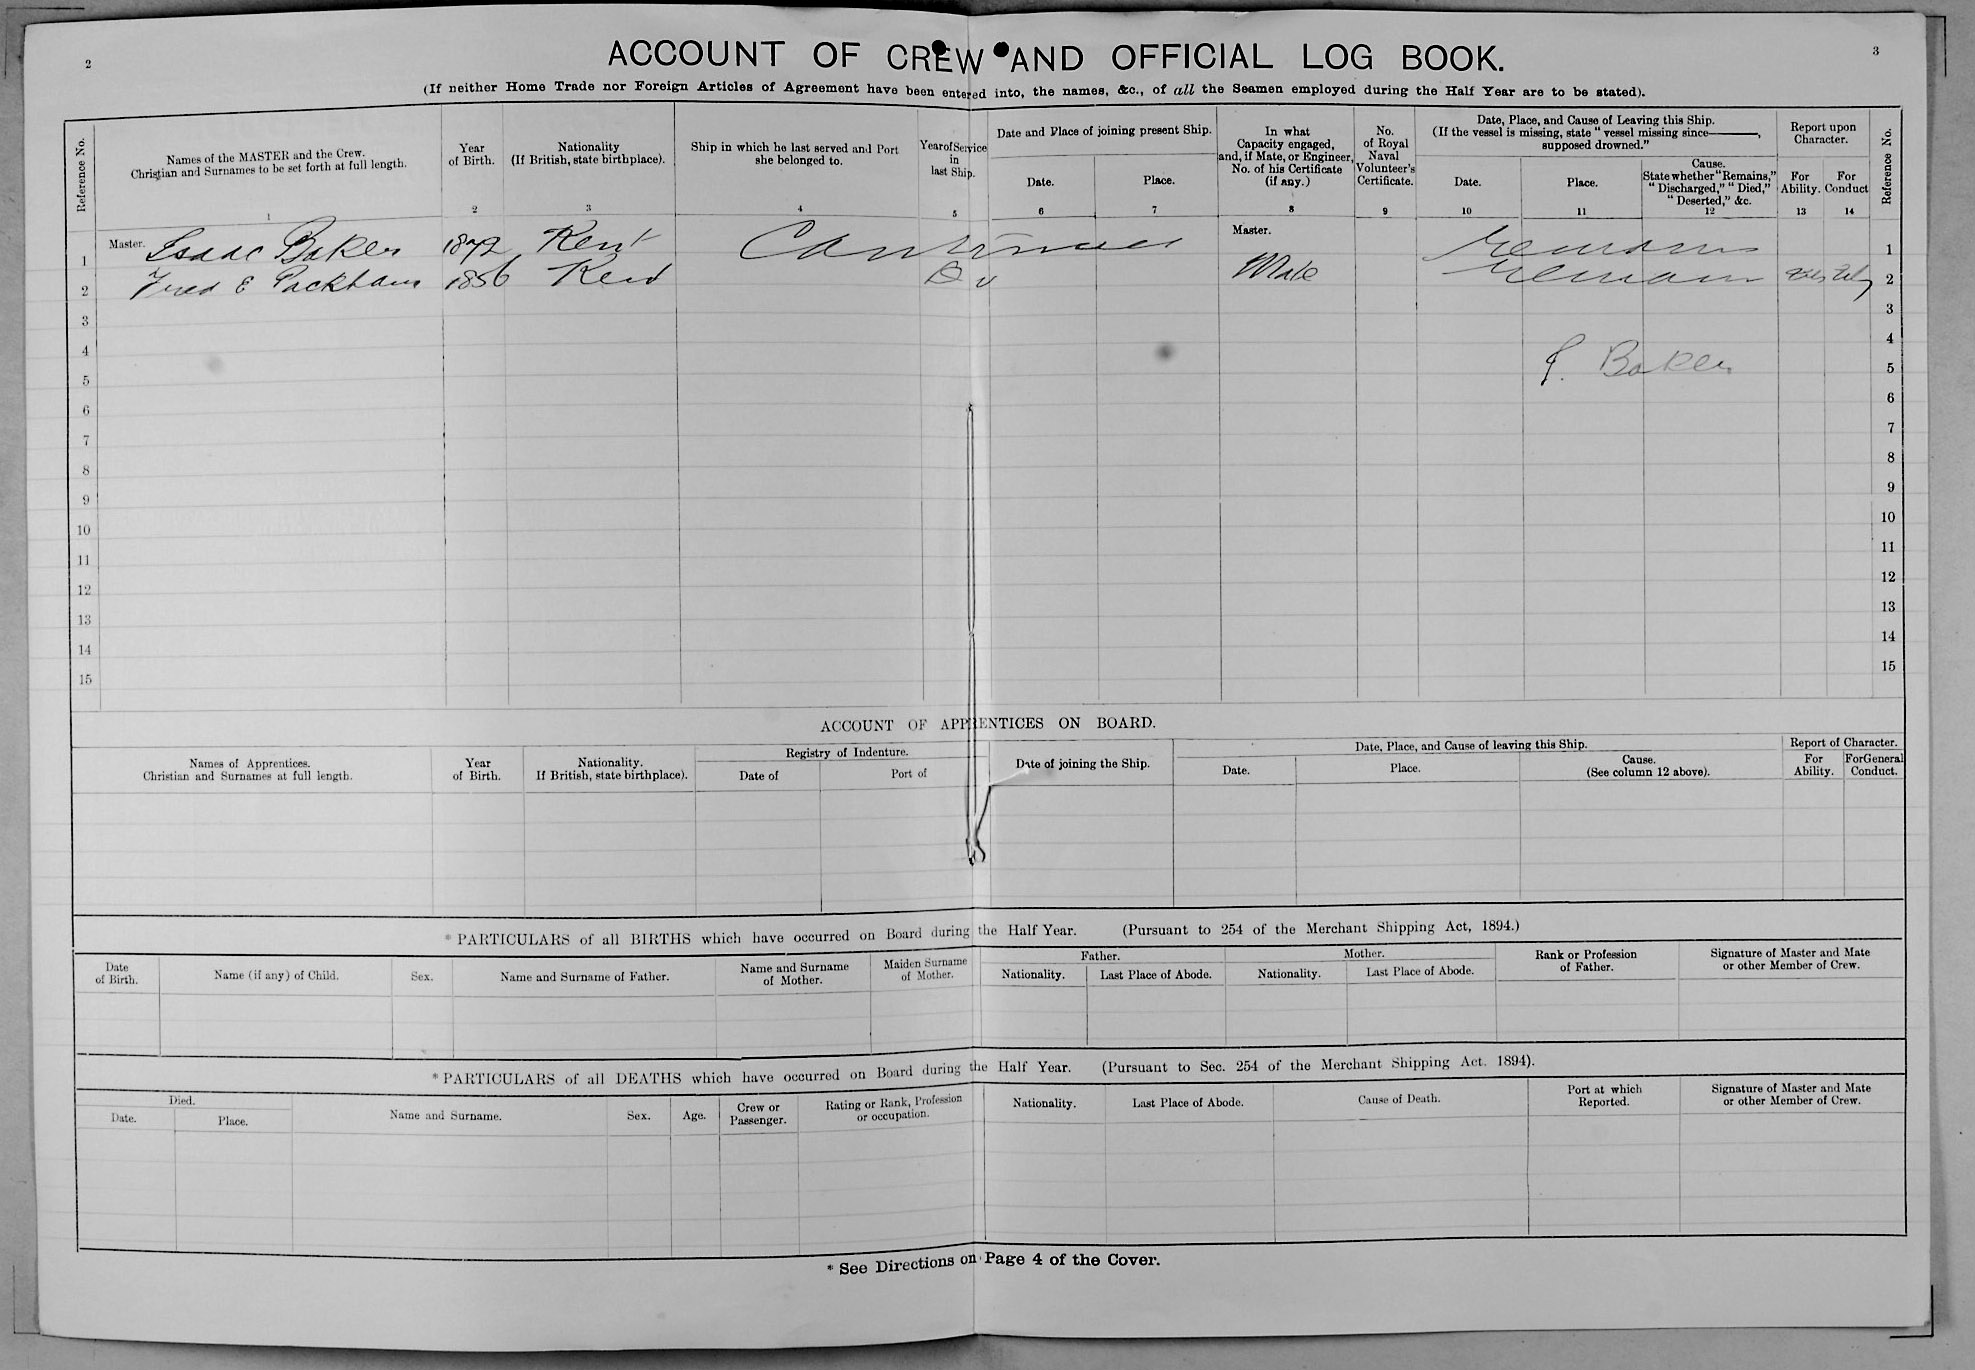 2
ACCOUNT OF CREW AND OFFICIAL LOG BOOK.
3
(If neither Home Trade nor Foreign Articles of Agreement have been entered into, the names, &c., of all the Seamen employed during the Half Year are to be stated).
Reference No.
Names of the MASTER and the Crew.
Christian and Surnames to be set forth at full length.
1
Year
of Birth.
2
Nationality
(If British, state birthplace).
3
Ship in which he last served and Port
she belonged to.
4
Year of Service
in
last Ship.
5
Date and Place of joining present Ship.
Date.
6
Place.
7
In what
Capacity engaged,
and, if Mate, or Engineer,
No. of his Certificate
(if any.)
8
No.
of Royal
Naval
Volunteer's
Certificate.
9
Date, Place, and Cause of Leaving this Ship.
(If the vessel is missing, state "vessel missing since———,
supposed drowned."
Date.
10
Place.
11
Cause.
State whether "Remains,"
"Discharged," "Died,"
"Deserted," &c.
12
Report upon
Character.
For
Ability.
13
For
Conduct
14
Reference No.
1 Master. Isaac Baker 1872 Kent Continues Master. Remains 1
2 Fred E Packham 1856 Kent Do Mate Remains 2
3 3
4 4
I. Baker
5 5
6 6
7 7
8 8
9 9
10 10
11 11
12 12
13 13
14 14
15 15
ACCOUNT OF APPRENTICES ON BOARD.
Names of Apprentices.
Christian and Surnames at full length.
Year
of Birth.
Nationality.
If British, state birthplace).
Registry of Indenture.
Date of
Port of
Date of joining the Ship.
Date, Place, and Cause of leaving this Ship.
Date.
Place.
Cause.
(See column 12 above).
Report of Character.
For
Ability.
For General
Conduct.
* PARTICULARS of all BIRTHS which have occurred on Board during the Half Year. (Pursuant to 254 of the Merchant Shipping Act, 1894.)
Date
of Birth.
Name (if any) of Child.
Sex.
Name and Surname of Father.
Name and Surname
of Mother.
Maiden Surname
of Mother.
Father.
Nationality.
Last Place of Abode.
Mother.
Nationality.
Last Place of Abode.
Rank or Profession
of Father.
Signature of Master and Mate
or other Member of Crew.
* PARTICULARS of all DEATHS which have occurred on Board during the Half Year. (Pursuant to Sec. 254 of the Merchant Shipping Act. 1894).
Died.
Date.
Place.
Name and Surname.
Sex.
Age.
Crew or
Passenger.
Rating or Rank, Profession
or occupation.
Nationality.
Last Place of Abode.
Cause of Death.
Port at which
Reported.
Signature of Master and Mate
or other Member of Crew.
* See Directions on Page 4 of the Cover.